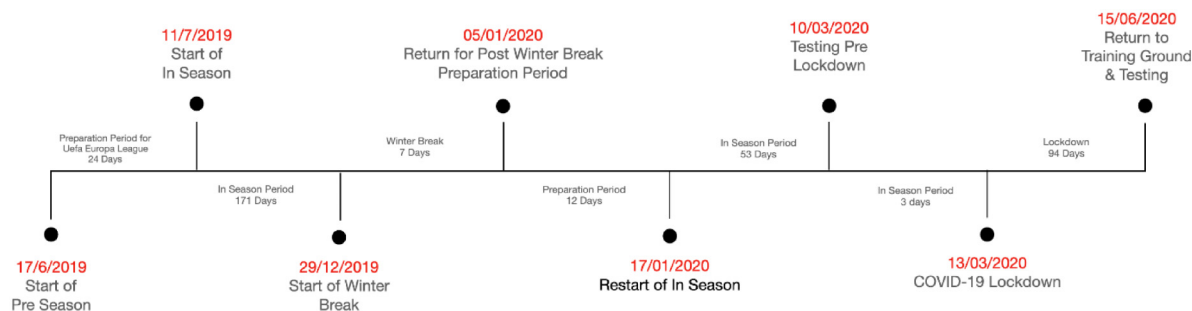 11/7/2019
Start of
In Season
05/01/2020
Return for Post Winter Break
Preparation Period
10/03/2020
Testing Pre
Lockdown
15/06/2020
Return to
Training Ground
& Testing
Preparation Period for
Uefa Europa League
24 Days
Winter Break
7 Days
In Season Period
53 Days
Lockdown
94 Days
In Season Period
171 Days
Preparation Period
12 Days
In Season Period
3 days
17/6/2019
Start of
Pre Season
29/12/2019
Start of Winter
Break
17/01/2020
Restart of In Season
13/03/2020
COVID-19 Lockdown